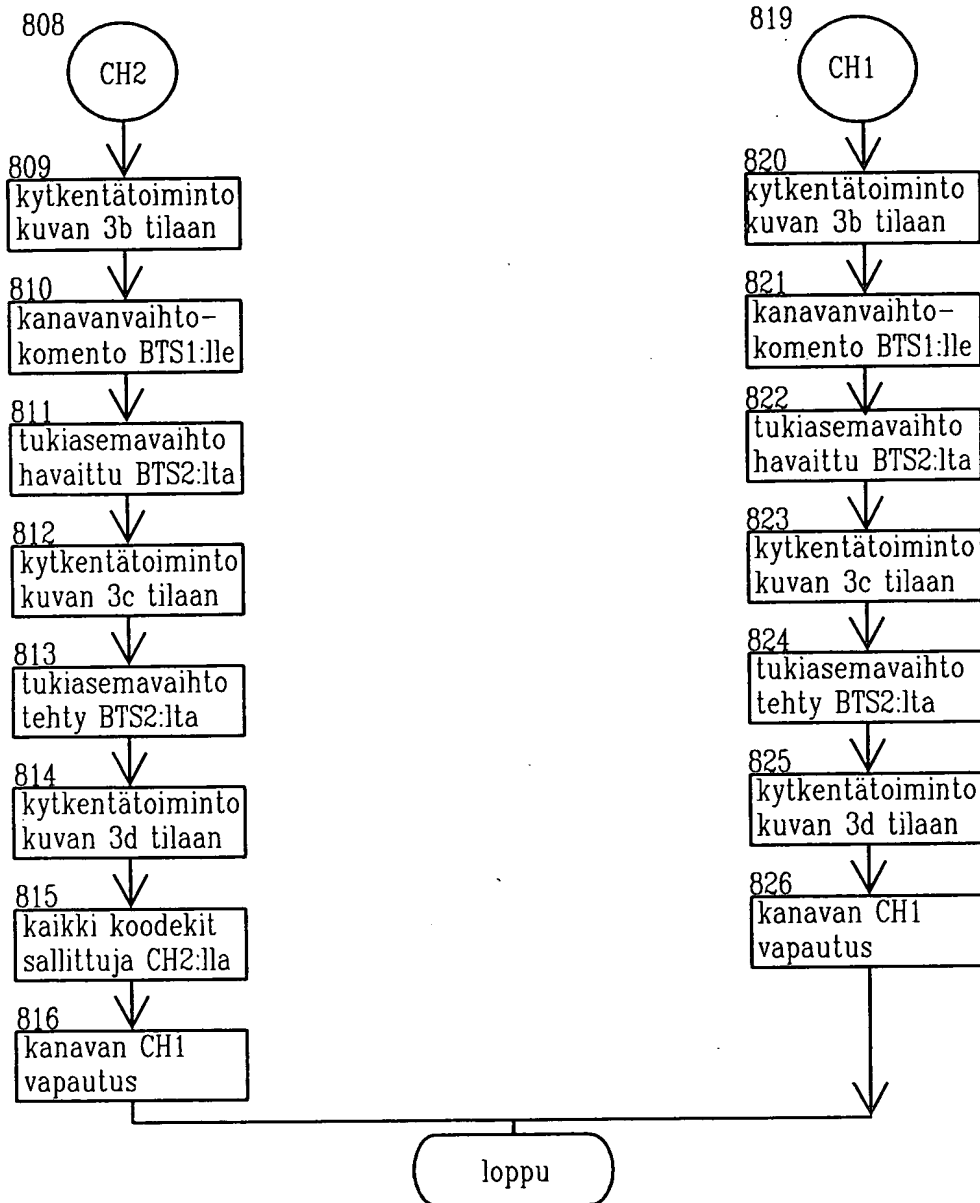 808
CH2
809
kytkentätoiminto
kuvan 3b tilaan
810
kanavanvaihto-
komento BTS1:lle
811
tukiasemavaihto
havaittu BTS2:lta
812
kytkentätoiminto
kuvan 3c tilaan
813
tukiasemavaihto
tehty BTS2:lta
814
kytkentätoiminto
kuvan 3d tilaan
815
kaikki koodekit
sallittuja CH2:lla
816
kanavan CH1
vapautus
819
CH1
820
kytkentätoiminto
kuvan 3b tilaan
821
kanavanvaihto-
komento BTS1:lle
822
tukiasemavaihto
havaittu BTS2:lta
823
kytkentätoiminto
kuvan 3c tilaan
824
tukiasemavaihto
tehty BTS2:lta
825
kytkentätoiminto
kuvan 3d tilaan
826
kanavan CH1
vapautus
loppu